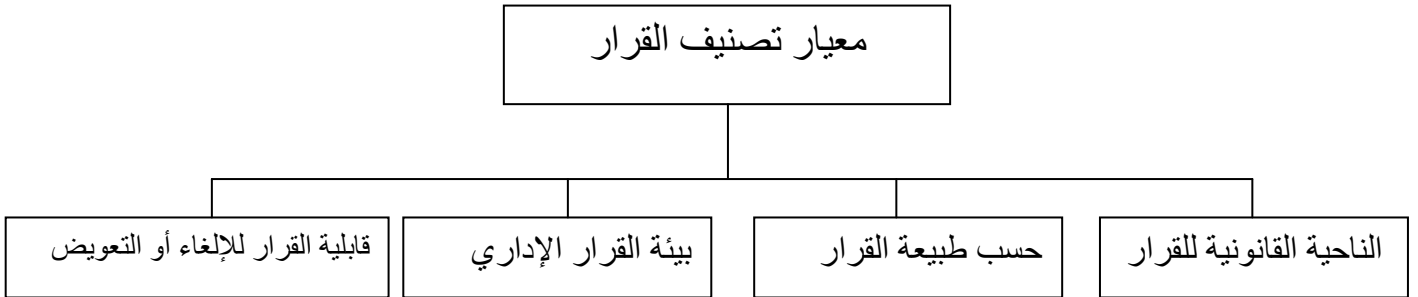 معيار تصنيف القرار
الناحية القانونية للقرار
حسب طبيعة القرار
بيئة القرار الإداري
قابلية القرار للإلغاء أو التعويض